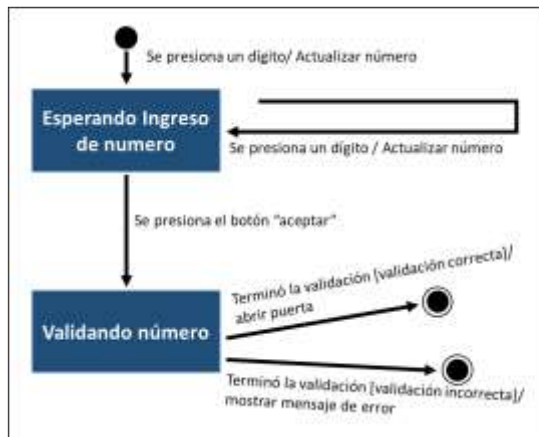 Se presiona un dígito/ Actualizar número
Esperando Ingreso
de numero
Se presiona un dígito / Actualizar número
Se presiona el botón "aceptar"
Terminó la validación [validación correcta]/
abrir puerta
Validando número
Terminó la validación [validación incorrecta]/
mostrar mensaje de error